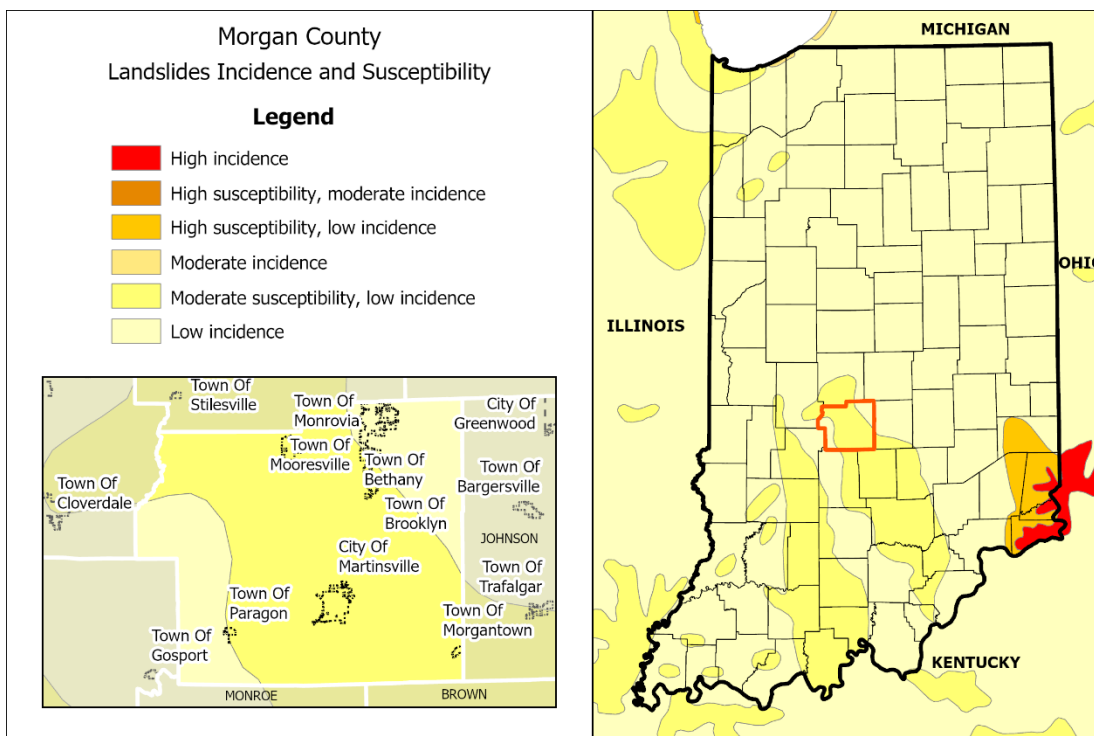 Morgan County
Landslides Incidence and Susceptibility
Legend
High incidence
High susceptibility, moderate incidence
High susceptibility, low incidence
Moderate incidence
Moderate susceptibility, low incidence
Low incidence
Town Of
Stilesville
Town Of
Monrovia
City Of
Greenwood
Town Of
Mooresville
Town Of
Bethany
Town Of
Bargersville
Town Of
Cloverdale
Town Of
Brooklyn
JOHNSON
City Of
Martinsville
Town Of
Trafalgar
Town Of
Paragon
Town Of
Morgantown
Town Of
Gosport
MONROE
BROWN
MICHIGAN
OHIO
ILLINOIS
KENTUCKY